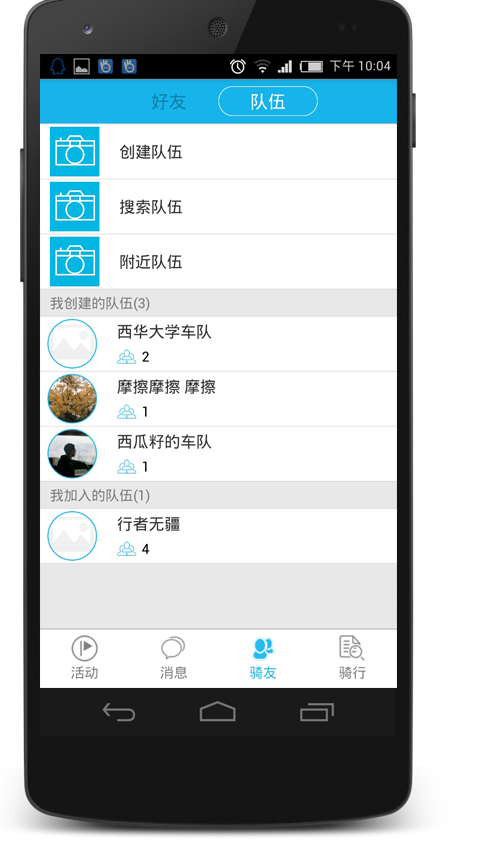 下午 10:04
好友
队伍
创建队伍
搜索队伍
附近队伍
我创建的队伍(3)
西华大学车队
2
摩擦摩擦 摩擦
1
西瓜籽的车队
1
我加入的队伍(1)
行者无疆
4
活动
消息
骑友
骑行